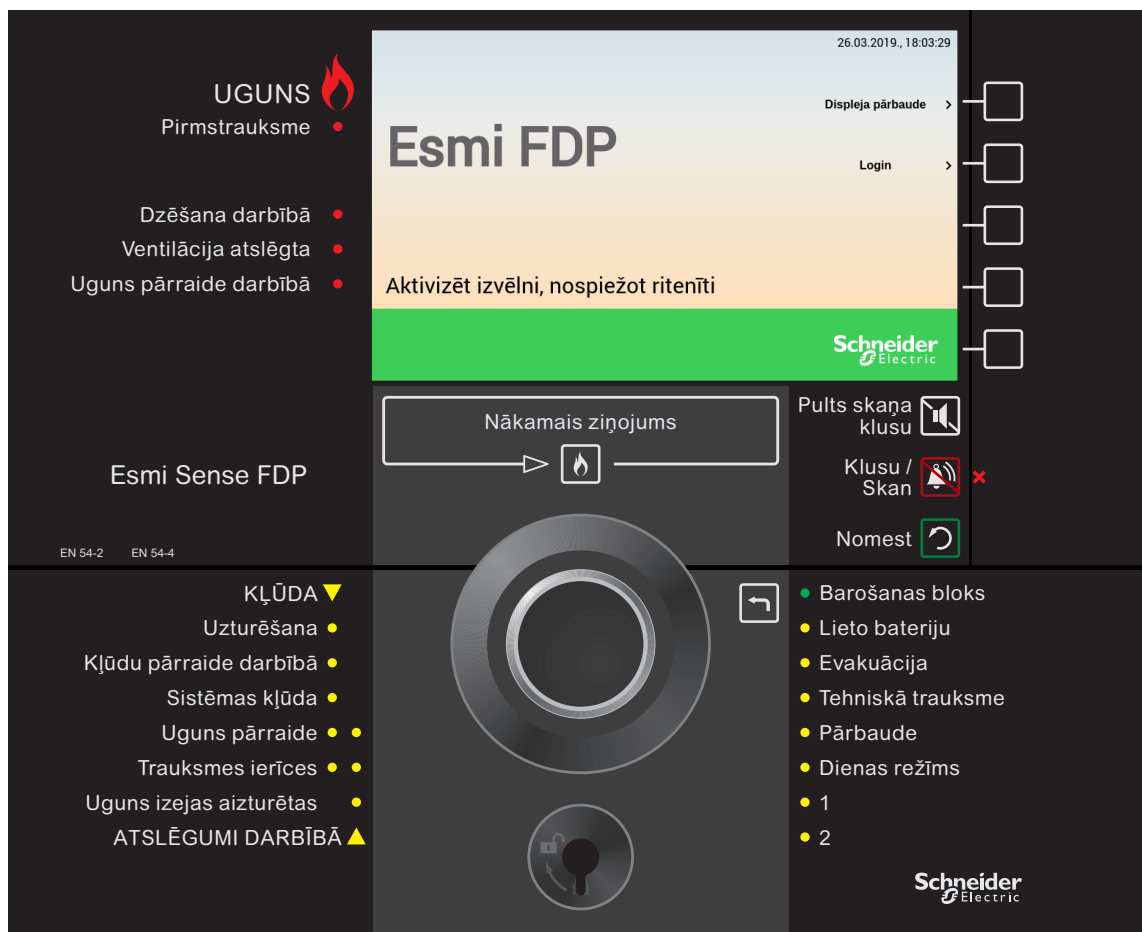 26.03.2019., 18:03:29
UGUNS
Pirmstrauksme
Displeja pārbaude >
Esmi FDP
Login >
Dzēšana darbībā
Ventilācija atslēgta
Uguns pārraide darbībā
Aktivizēt izvēlni, nospiežot ritenīti
Schneider
Electric
Nākamais ziņojums
Pults skaņa
klusu
Esmi Sense FDP
Klusu /
Skan
Nomest
EN 54-2 EN 54-4
KĻŪDA
Uzturēšana
Kļūdu pārraide darbībā
Sistēmas kļūda
Uguns pārraide
Trauksmes ierīces
Uguns izejas aizturētas
ATSLĒGUMI DARBĪBĀ
Barošanas bloks
Lieto bateriju
Evakuācija
Tehniskā trauksme
Pārbaude
Dienas režīms
1
2
Schneider
Electric